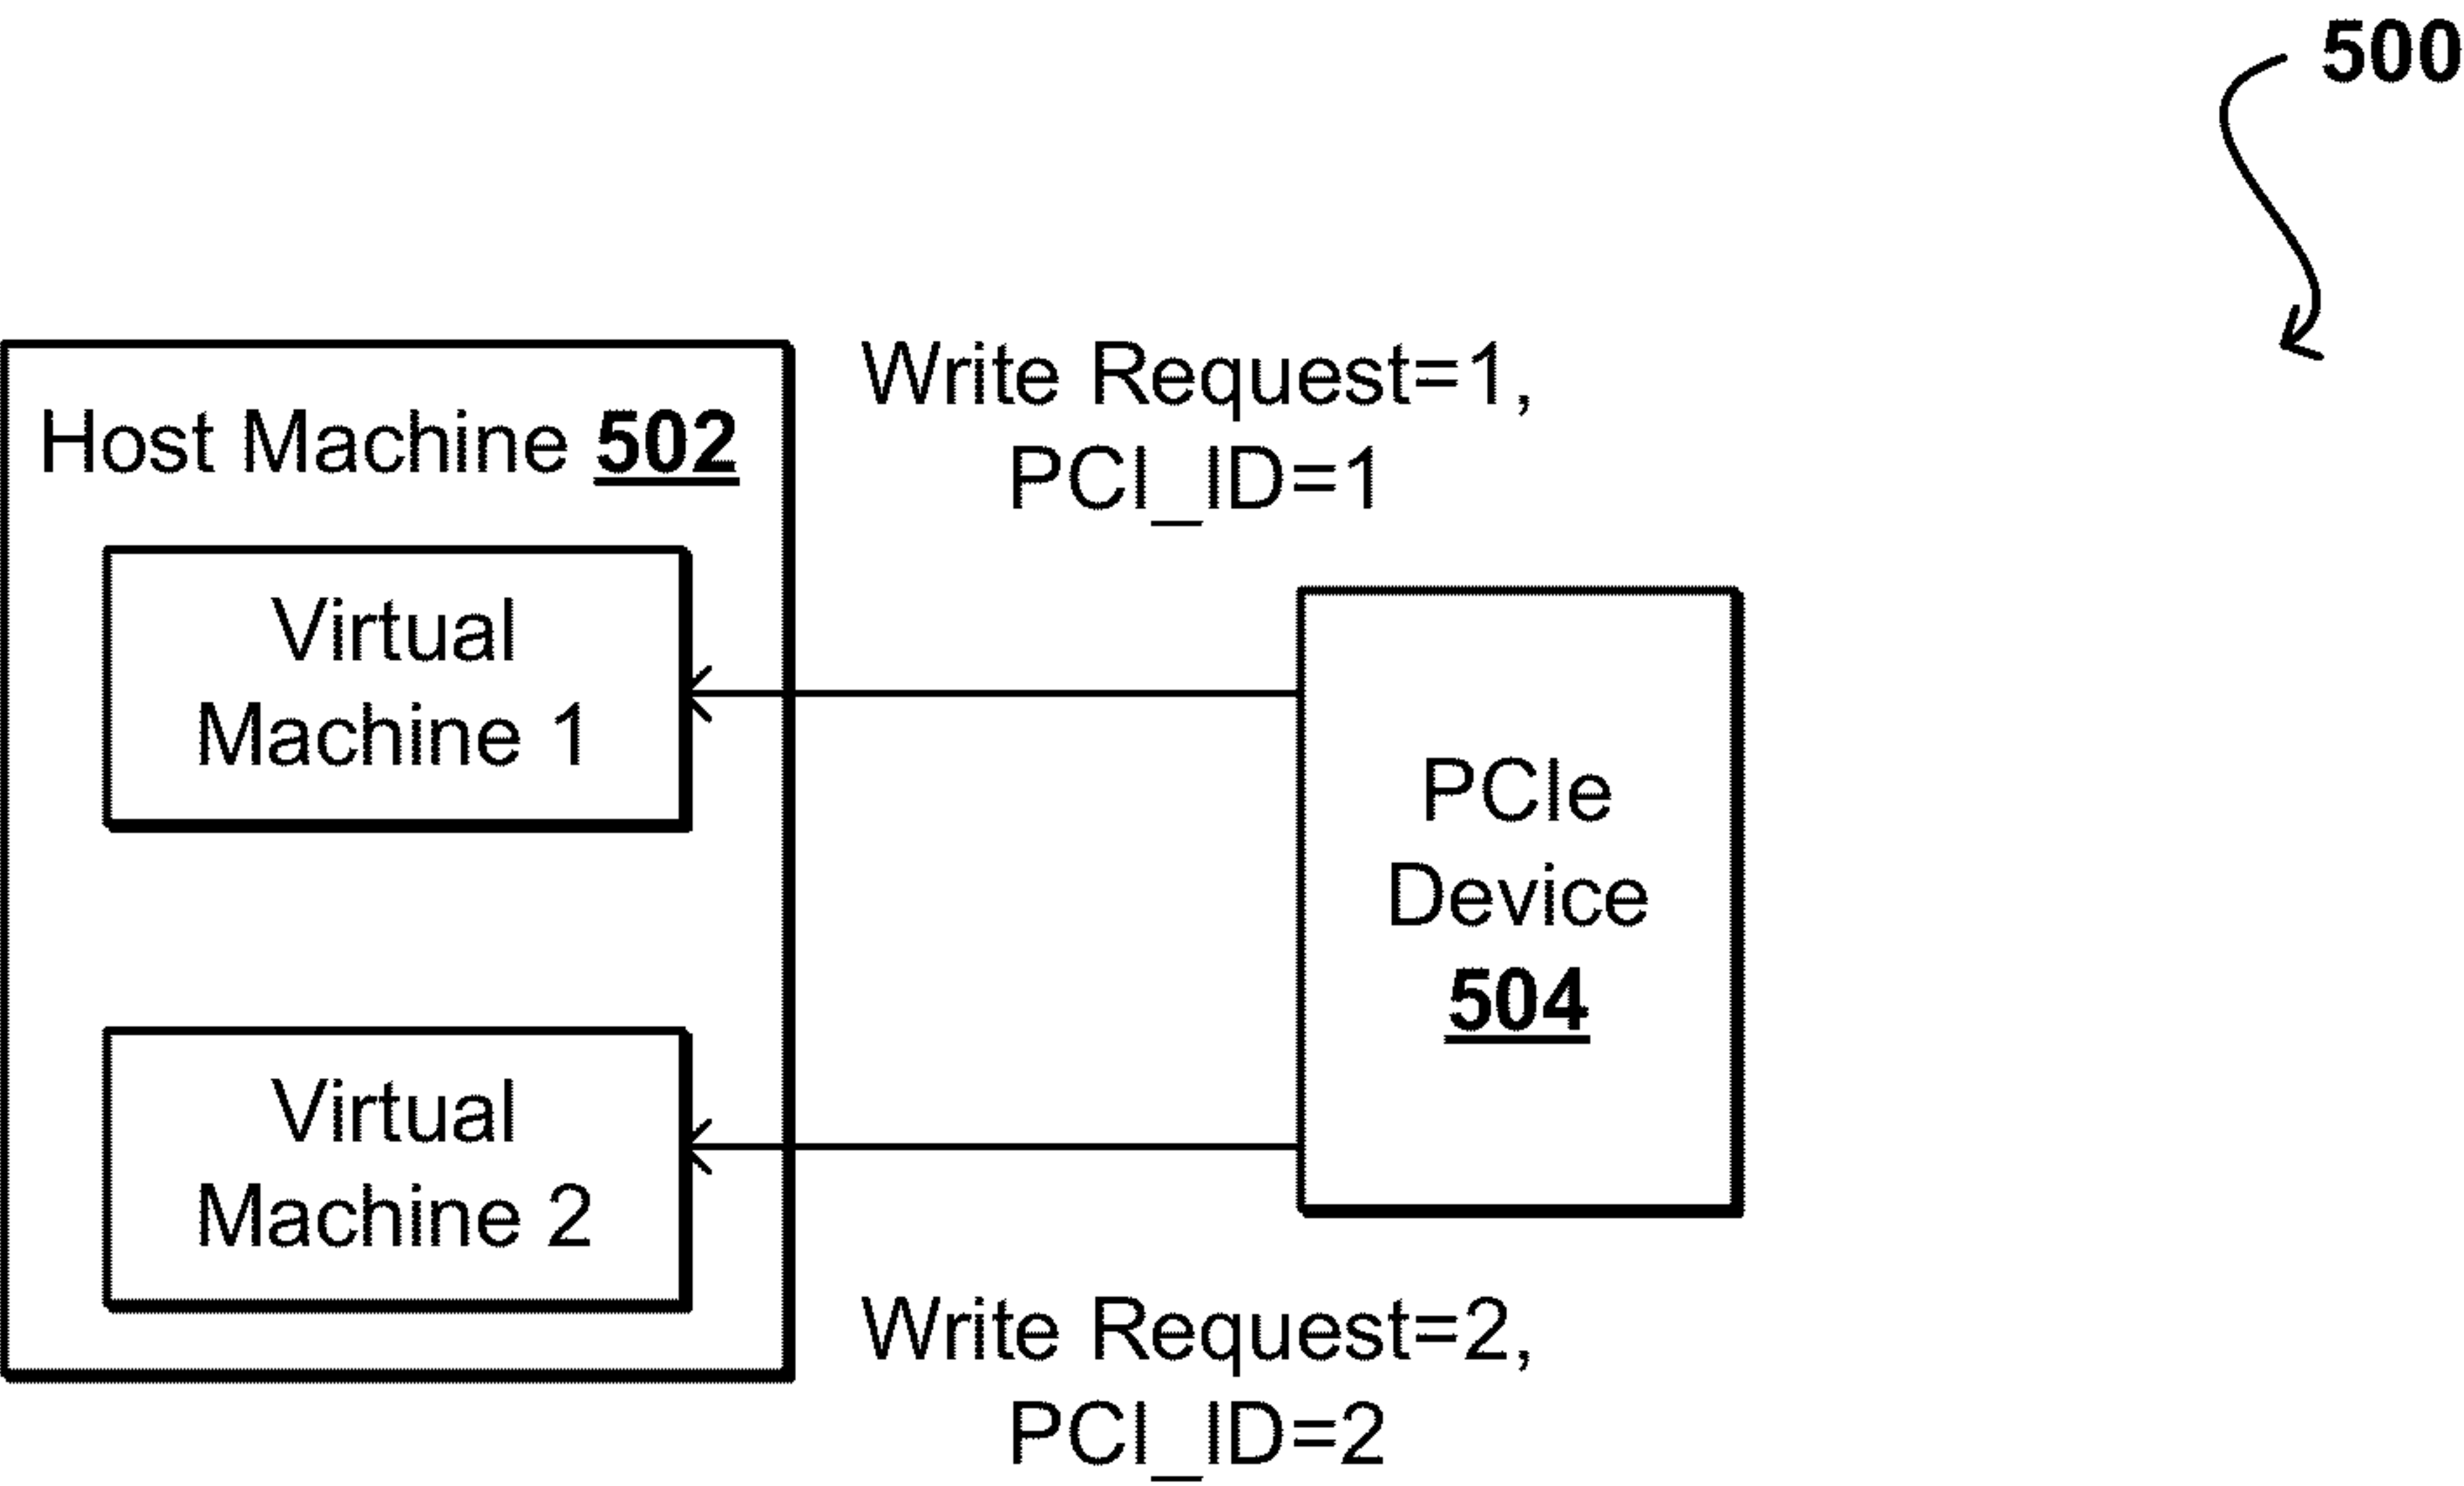 500
Host Machine 502
Write Request=1,
PCI_ID=1
Virtual
Machine 1
PCIe
Device
504
Virtual
Machine 2
Write Request=2,
PCI_ID=2